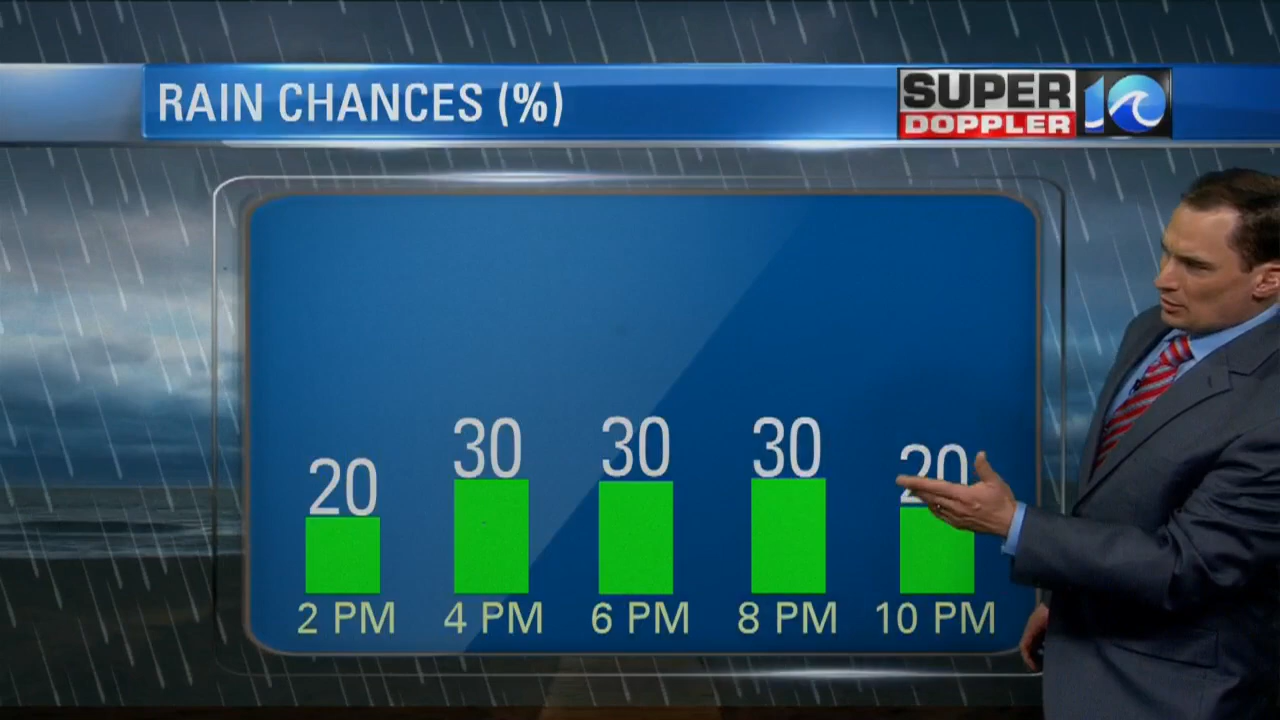 RAIN CHANCES (%)
SUPER
DOPPLER
10
20
30
30
30
20
2 PM
4 PM
6 PM
8 PM
10 PM